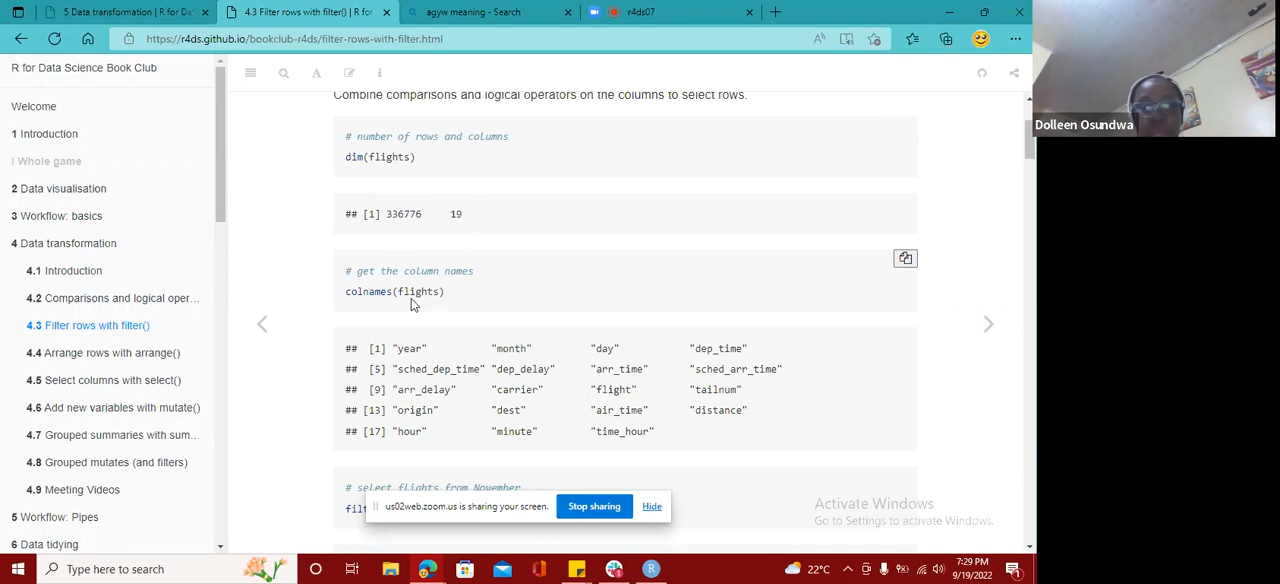 5 Data transformation | R for Da
4.3 Filter rows with filter() | R fo
agyw meaning - Search
r4ds07
https://r4ds.github.io/bookclub-r4ds/filter-rows-with-filter.html
R for Data Science Book Club
Welcome
1 Introduction
I Whole game
2 Data visualisation
3 Workflow: basics
4 Data transformation
4.1 Introduction
4.2 Comparisons and logical oper...
4.3 Filter rows with filter()
4.4 Arrange rows with arrange()
4.5 Select columns with select()
4.6 Add new variables with mutate()
4.7 Grouped summaries with sum...
4.8 Grouped mutates (and filters)
4.9 Meeting Videos
5 Workflow: Pipes
6 Data tidying
Combine comparisons and logical operators on the columns to select rows.
# number of rows and columns
dim(flights)
## [1] 336776 19
# get the column names
colnames(flights)
## [1] "year" "month" "day" "dep_time"
## [5] "sched_dep_time" "dep_delay" "arr_time" "sched_arr_time"
## [9] "arr_delay" "carrier" "flight" "tailnum"
## [13] "origin" "dest" "air_time" "distance"
## [17] "hour" "minute" "time_hour"
# select flights from November
filt
us02web.zoom.us is sharing your screen.
Stop sharing
Hide
Activate Windows
Go to Settings to activate Windows.
Dolleen Osundwa
Type here to search
22°C
7:29 PM
9/19/2022